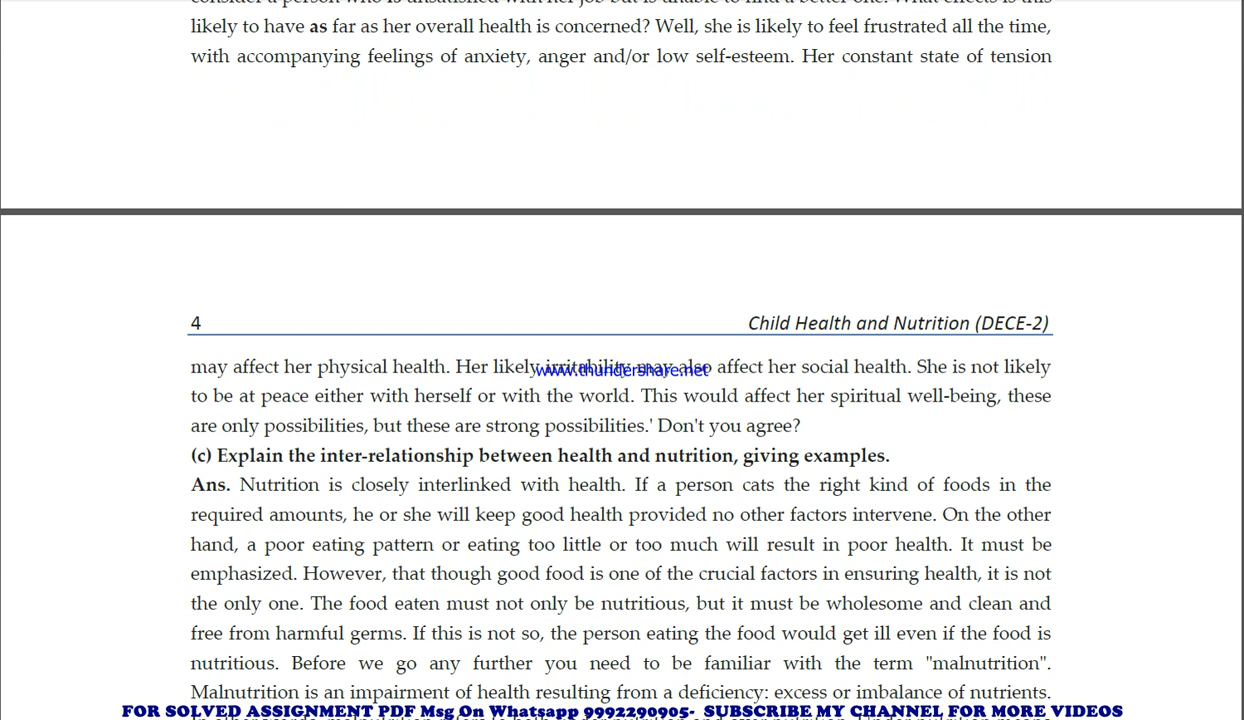 consider a person who is unsatisfied with her job but is unable to find a better one. What effects is this
likely to have as far as her overall health is concerned? Well, she is likely to feel frustrated all the time,
with accompanying feelings of anxiety, anger and/or low self-esteem. Her constant state of tension
4 Child Health and Nutrition (DECE-2)
may affect her physical health. Her likely irritability may also affect her social health. She is not likely
www.thundershare.net
to be at peace either with herself or with the world. This would affect her spiritual well-being, these
are only possibilities, but these are strong possibilities.' Don't you agree?
(c) Explain the inter-relationship between health and nutrition, giving examples.
Ans. Nutrition is closely interlinked with health. If a person cats the right kind of foods in the
required amounts, he or she will keep good health provided no other factors intervene. On the other
hand, a poor eating pattern or eating too little or too much will result in poor health. It must be
emphasized. However, that though good food is one of the crucial factors in ensuring health, it is not
the only one. The food eaten must not only be nutritious, but it must be wholesome and clean and
free from harmful germs. If this is not so, the person eating the food would get ill even if the food is
nutritious. Before we go any further you need to be familiar with the term "malnutrition".
Malnutrition is an impairment of health resulting from a deficiency: excess or imbalance of nutrients.
FOR SOLVED ASSIGNMENT PDF Msg On Whatsapp 9992290905- SUBSCRIBE MY CHANNEL FOR MORE VIDEOS